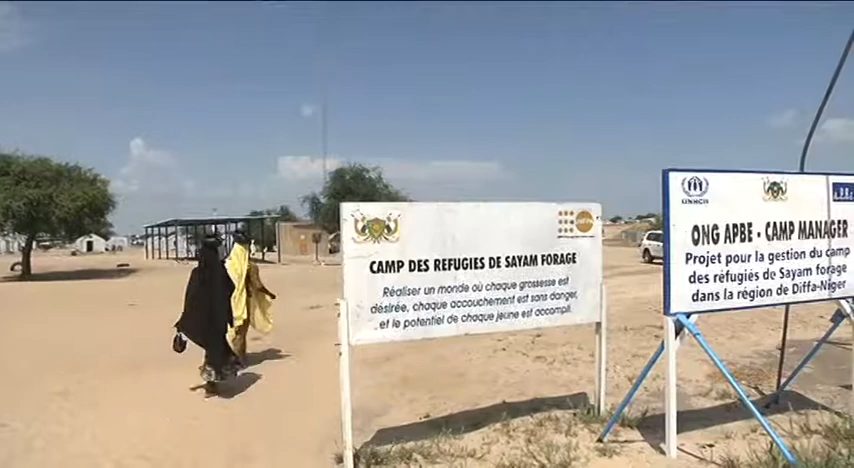 CAMP DES REFUGIES DE SAYAM FORAGE
Réaliser un monde où chaque grossesse est
désirée, chaque accouchement est sans danger,
et le potentiel de chaque jeune est accompli.
UNHCR
ONG APBE - CAMP MANAGER
Projet pour la gestion du camp
des refugiés de Sayam forage
dans la région de Diffa-Niger